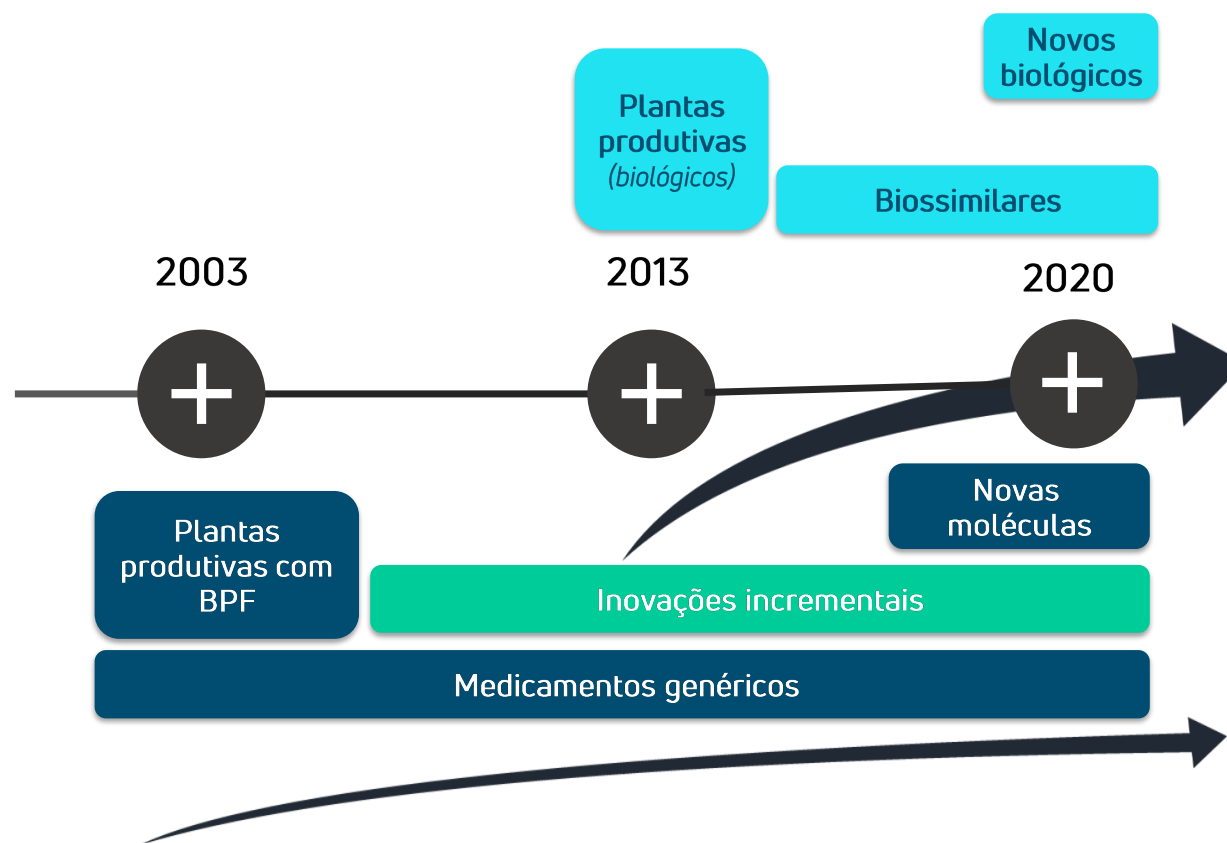 Novos
biológicos
Plantas
produtivas
(biológicos)
Biossimilares
2003
2013
2020
Novas
moléculas
Plantas
produtivas com
BPF
Inovações incrementais
Medicamentos genéricos